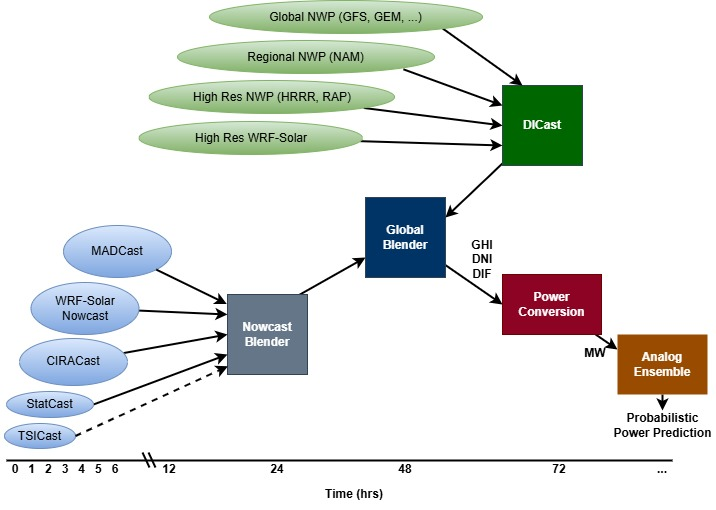 Global NWP (GFS, GEM, ...)
Regional NWP (NAM)
High Res NWP (HRRR, RAP)
High Res WRF-Solar
DICast
Global
Blender
GHI
DNI
DIF
MADCast
WRF-Solar
Nowcast
CIRACast
StatCast
TSICast
Nowcast
Blender
Power
Conversion
MW
Analog
Ensemble
Probabilistic
Power Prediction
0 1 2 3 4 5 6 12 24 48 72 ...
Time (hrs)